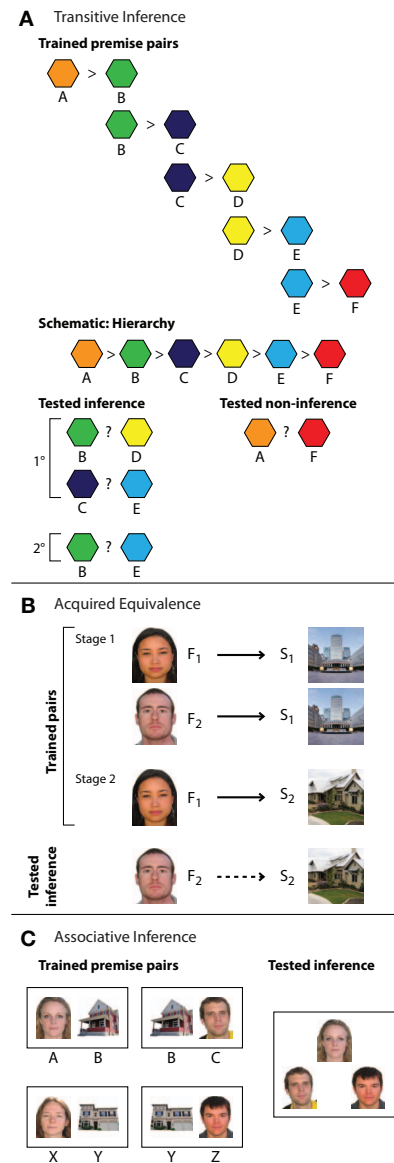 A Transitive Inference
Trained premise pairs
>
A B
>
B C
>
C D
>
D E
>
E F
Schematic: Hierarchy
> > > > >
A B C D E F
Tested inference Tested non-inference
1°
?
B D
?
A F
?
C E
2°
?
B E
B Acquired Equivalence
Trained pairs
Stage 1
F1 S1
F2 S1
Stage 2
F1 S2
Tested inference
F2 S2
C Associative Inference
Trained premise pairs Tested inference
A B B C
X Y Y Z